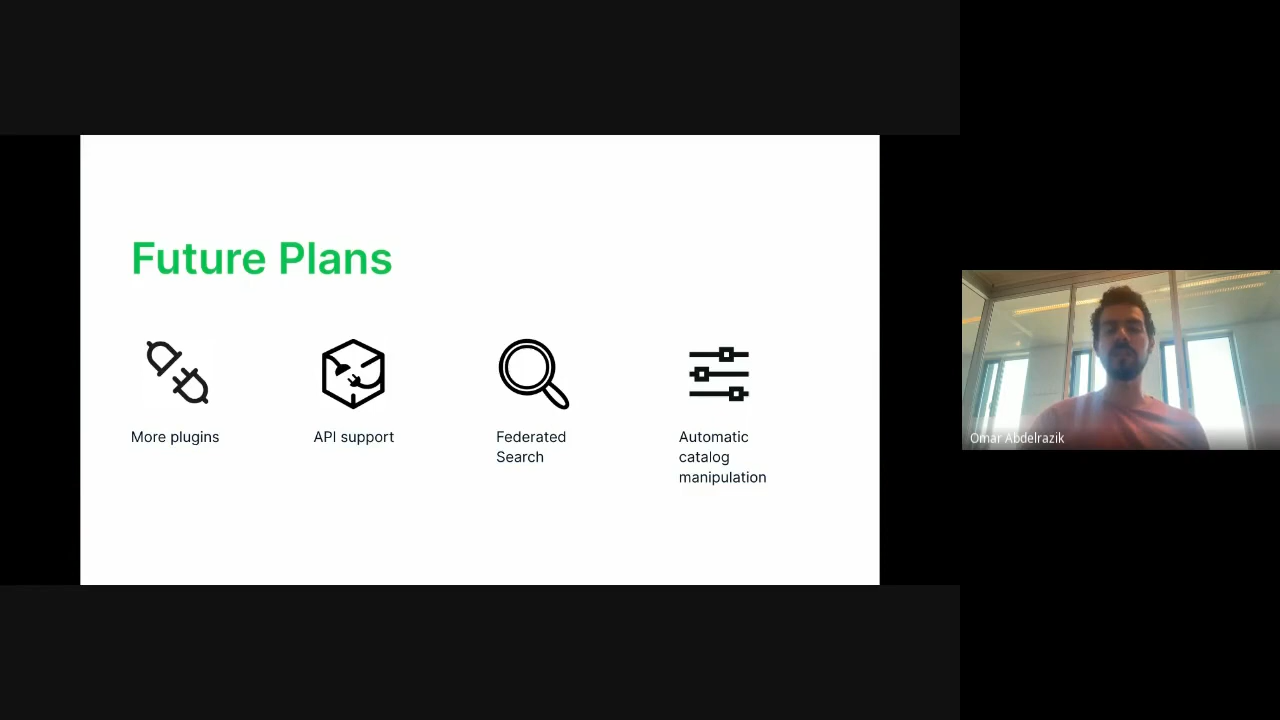 Future Plans
More plugins
API support
Federated
Search
Automatic
catalog
manipulation
Omar Abdelrazik